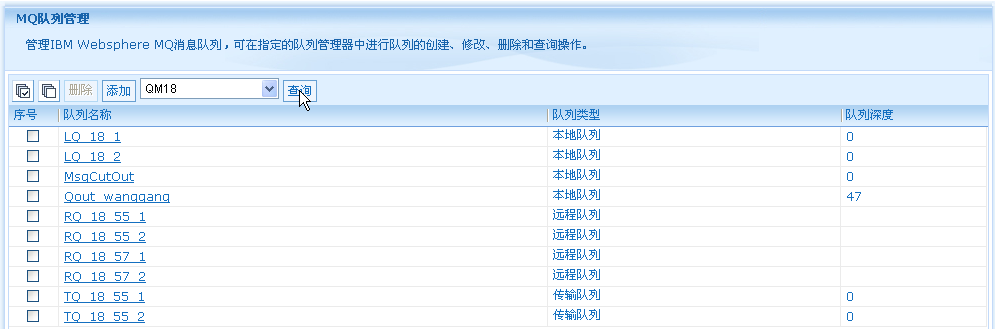 MQ队列管理
管理IBM Websphere MQ消息队列，可在指定的队列管理器中进行队列的创建、修改、删除和查询操作。
删除 添加 QM18 查询
序号 队列名称 队列类型 队列深度
LQ_18_1 本地队列 0
LQ_18_2 本地队列 0
MsgCutOut 本地队列 0
Qout_wanggang 本地队列 47
RQ_18_55_1 远程队列
RQ_18_55_2 远程队列
RQ_18_57_1 远程队列
RQ_18_57_2 远程队列
TQ_18_55_1 传输队列 0
TQ_18_55_2 传输队列 0